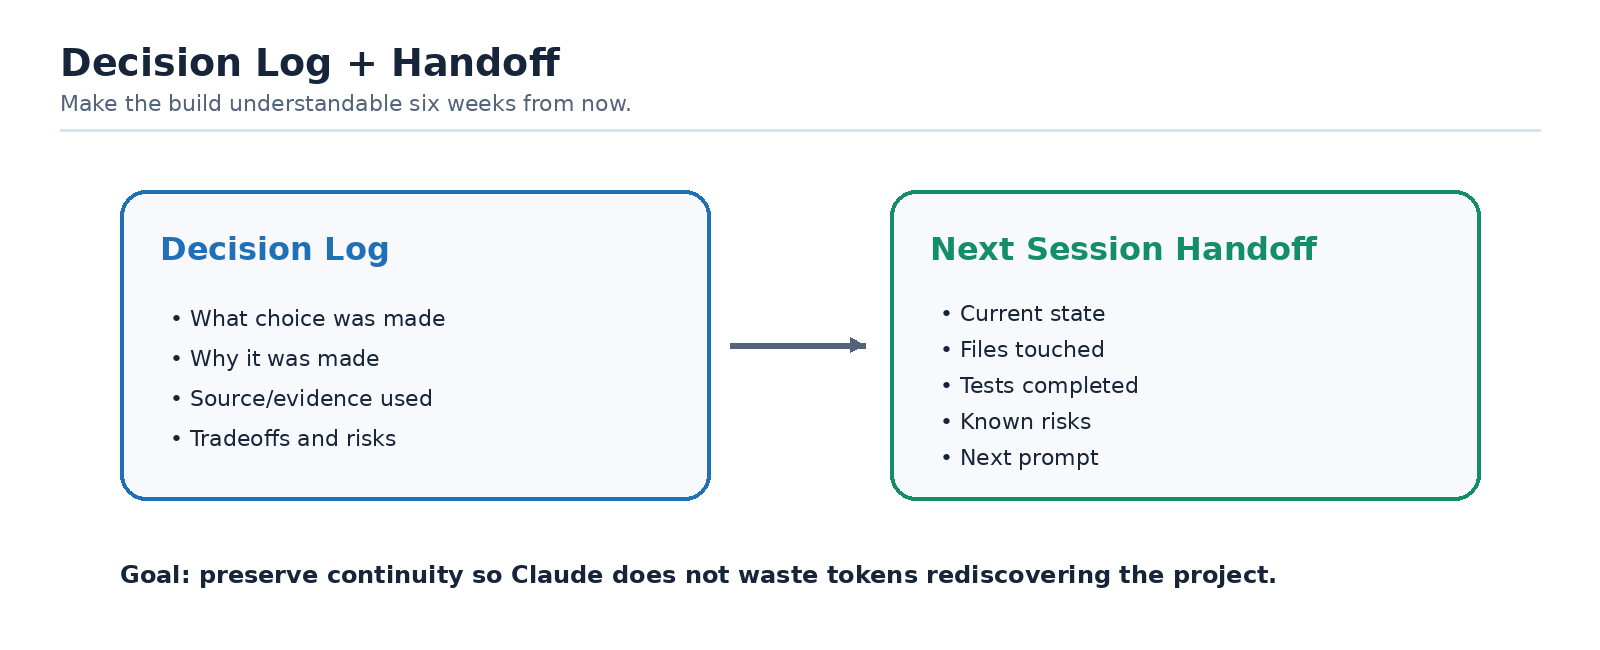 Decision Log + Handoff
Make the build understandable six weeks from now.
Decision Log
• What choice was made
• Why it was made
• Source/evidence used
• Tradeoffs and risks
Next Session Handoff
• Current state
• Files touched
• Tests completed
• Known risks
• Next prompt
Goal: preserve continuity so Claude does not waste tokens rediscovering the project.